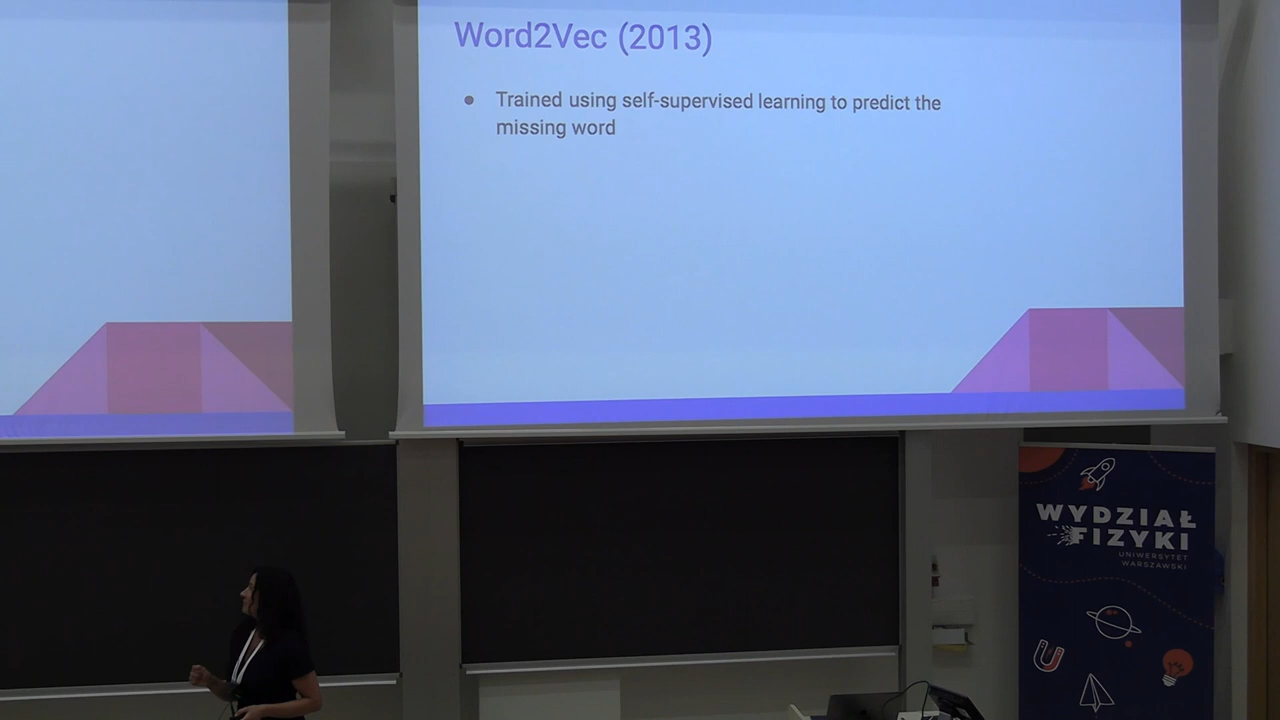 Word2Vec (2013)
● Trained using self-supervised learning to predict the
missing word
WYDZIAŁ
FIZYKI
UNIWERSYTET
WARSZAWSKI